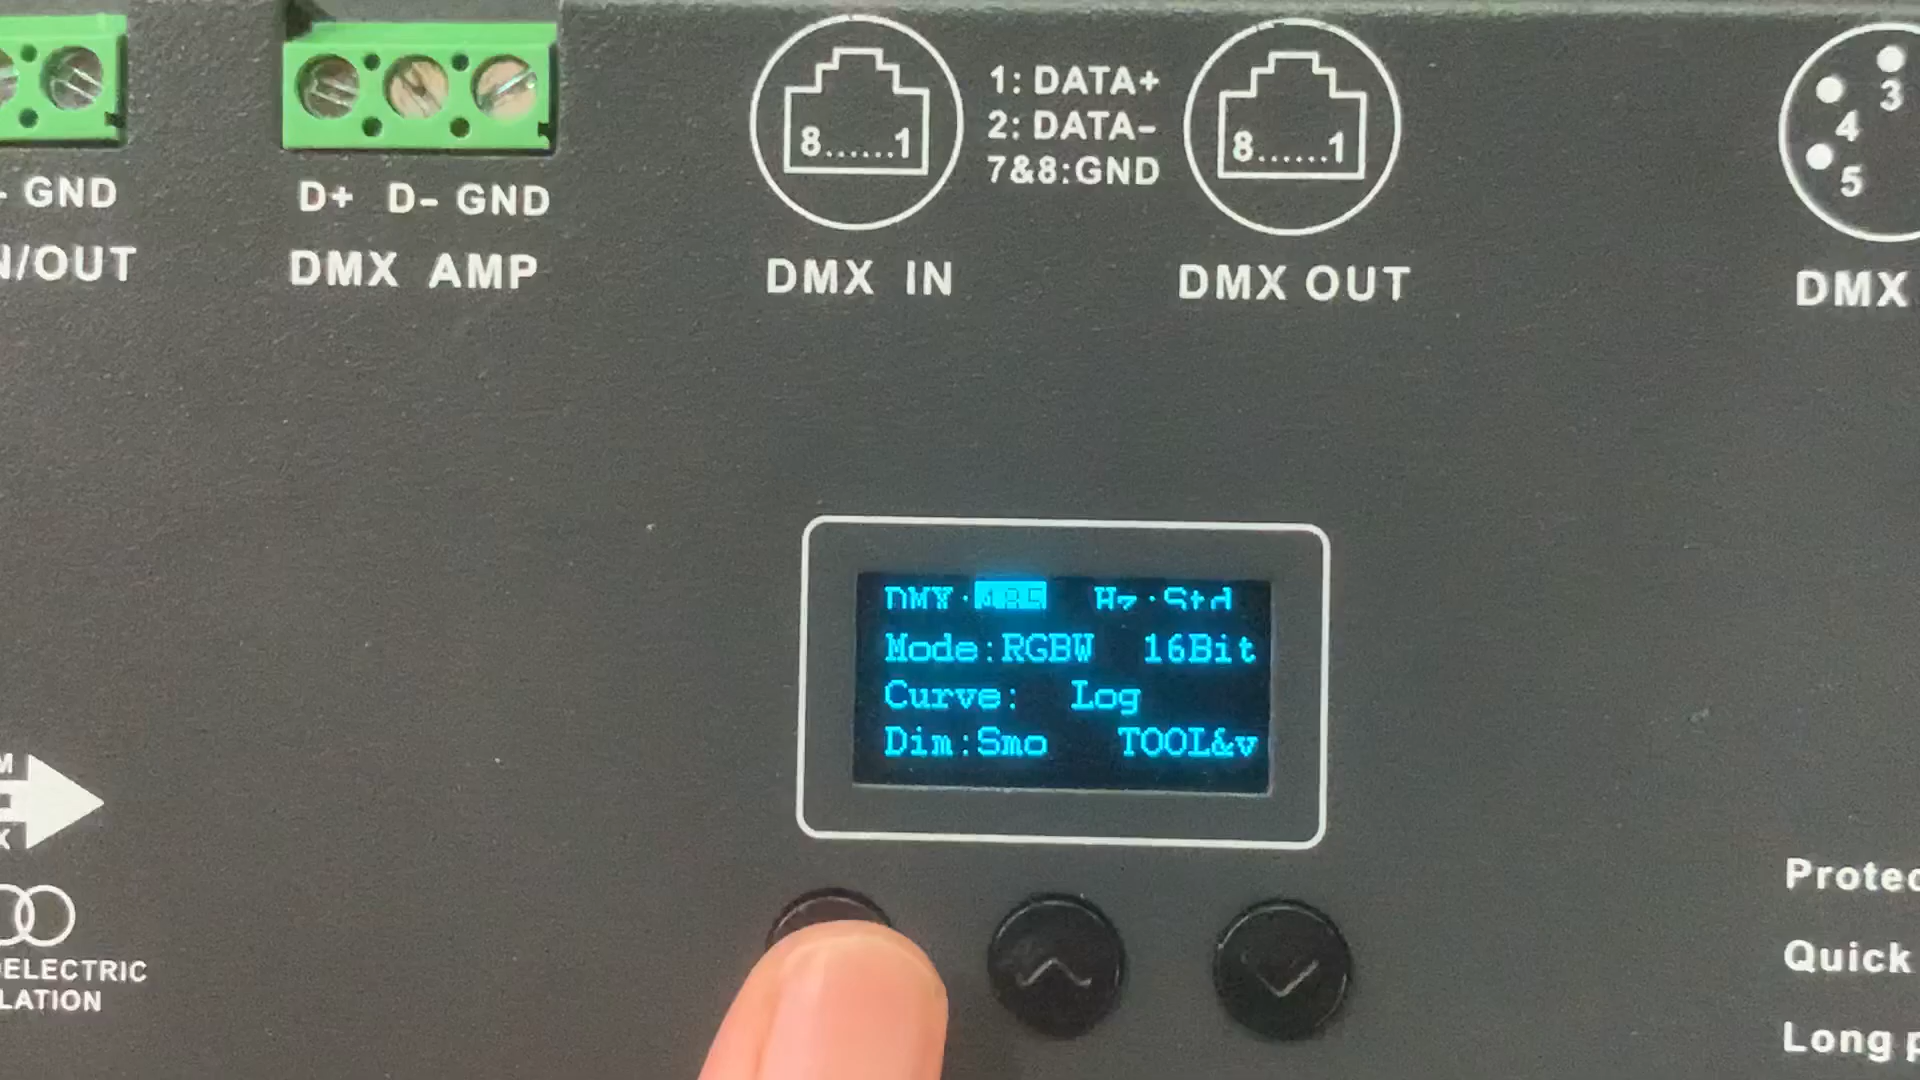 3
4
5
8......1
1: DATA+
2: DATA-
7&8:GND
8......1
GND
D+ D- GND
N/OUT
DMX AMP
DMX IN
DMX OUT
DMX
DMX: Hz:Std
Mode:RGBW 16Bit
Curve: Log
Dim:Smo TOOL&v
ELECTRIC
LATION
Protec
Quick
Long p